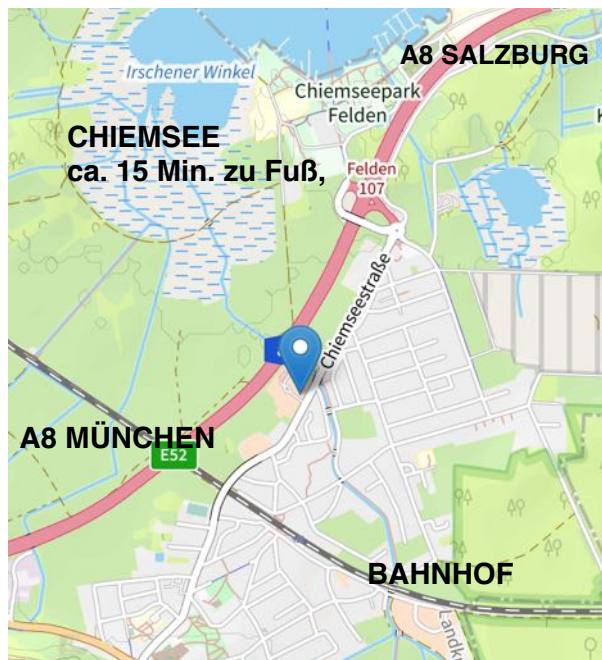 A8 SALZBURG
Irschener Winkel
Chiemseepark
Felden
CHIEMSEE
ca. 15 Min. zu Fuß,
Felden
107
Chiemseestraße
A8 MÜNCHEN
E52
BAHNHOF